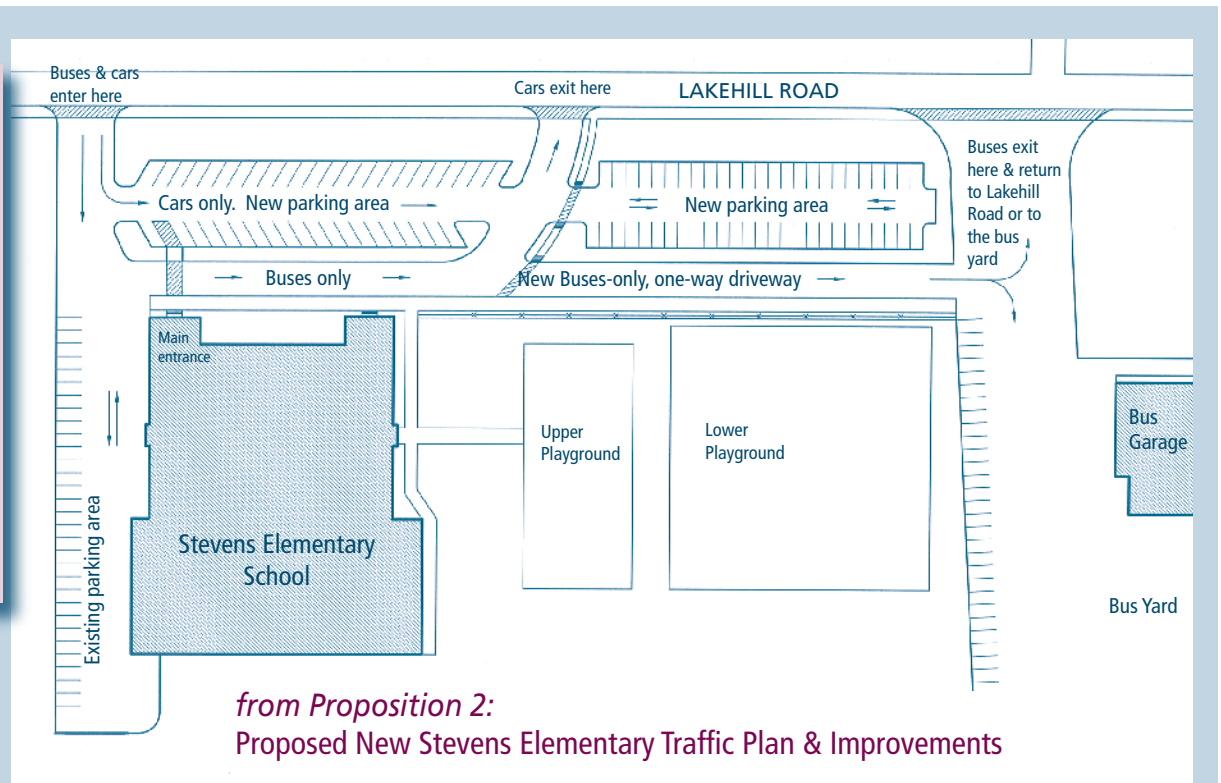 Buses & cars
enter here
Cars exit here
LAKEHILL ROAD
Buses exit
here & return
to Lakehill
Road or to
the bus
yard
Cars only. New parking area
New parking area
Buses only
New Buses-only, one-way driveway
Main
entrance
Existing parking area
Stevens Elementary
School
Upper
Playground
Lower
Playground
Bus
Garage
Bus Yard
from Proposition 2:
Proposed New Stevens Elementary Traffic Plan & Improvements